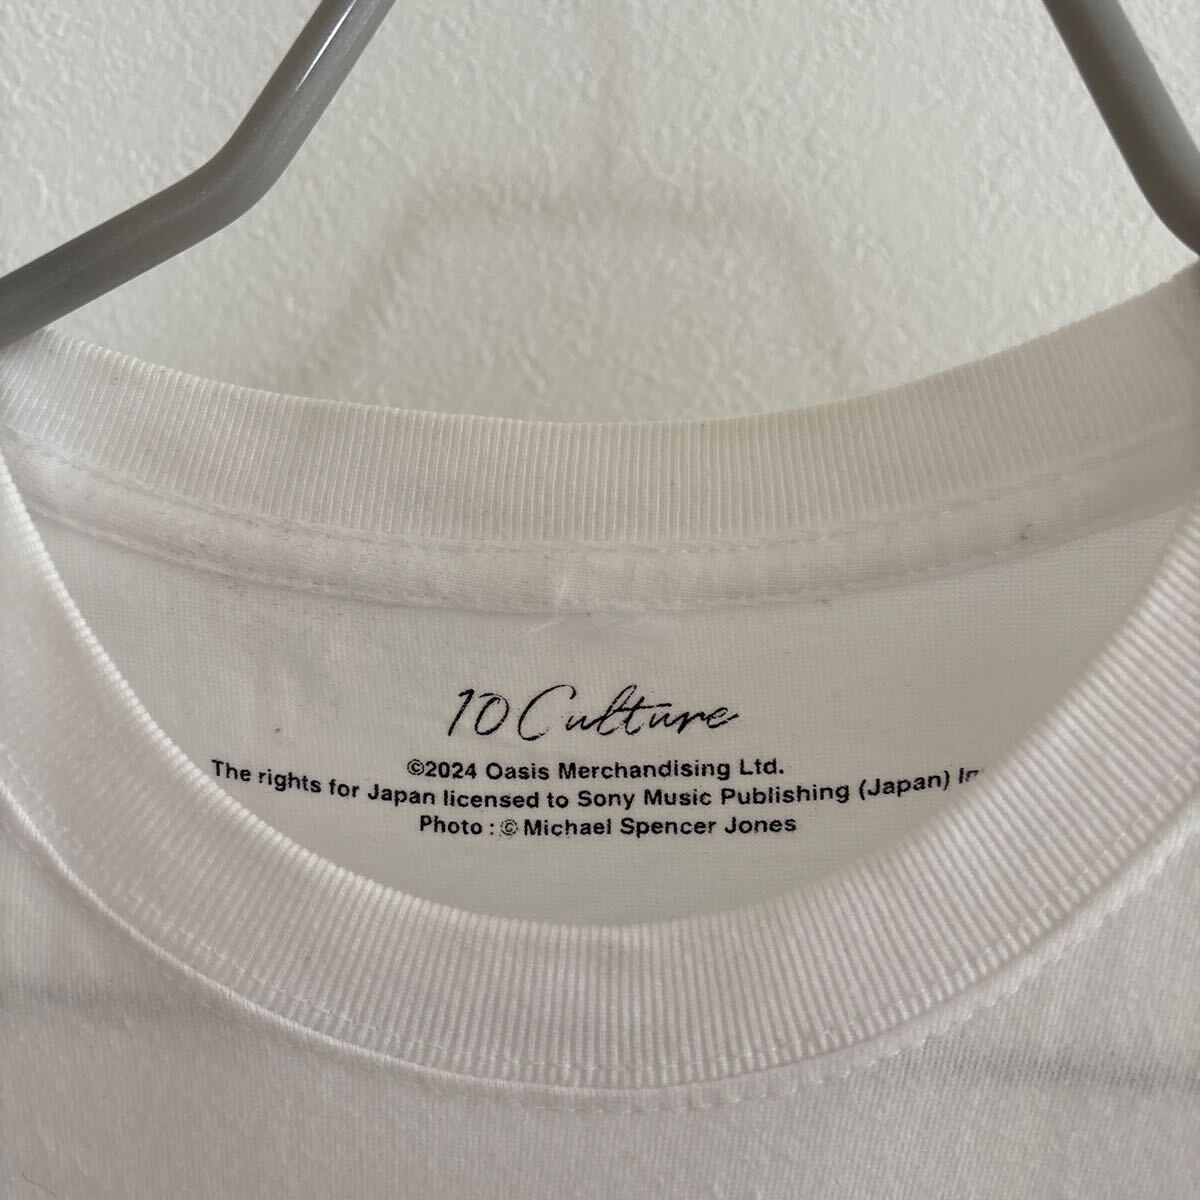 10 Culture
©2024 Oasis Merchandising Ltd.
The rights for Japan licensed to Sony Music Publishing (Japan)
Photo : © Michael Spencer Jones